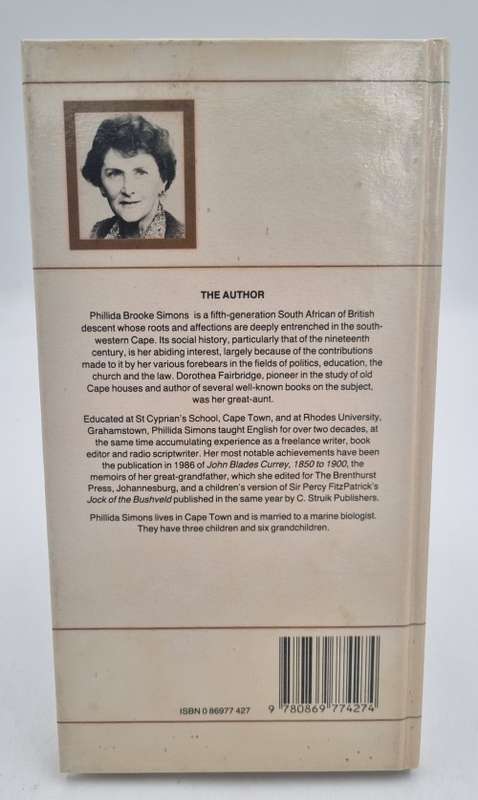 THE AUTHOR
Phillida Brooke Simons is a fifth-generation South African of British
descent whose roots and affections are deeply entrenched in the south-
western Cape. Its social history, particularly that of the nineteenth
century, is her abiding interest, largely because of the contributions
made to it by her various forebears in the fields of politics, education, the
church and the law. Dorothea Fairbridge, pioneer in the study of old
Cape houses and author of several well-known books on the subject,
was her great-aunt.
Educated at St Cyprian's School, Cape Town, and at Rhodes University,
Grahamstown, Phillida Simons taught English for over two decades, at
the same time accumulating experience as a freelance writer, book
editor and radio scriptwriter. Her most notable achievements have been
the publication in 1986 of John Blades Currey, 1850 to 1900, the
memoirs of her great-grandfather, which she edited for The Brenthurst
Press, Johannesburg, and a children's version of Sir Percy FitzPatrick's
Jock of the Bushveld published in the same year by C. Struik Publishers.
Phillida Simons lives in Cape Town and is married to a marine biologist.
They have three children and six grandchildren.
ISBN 0 86977 427
9 780869 774274